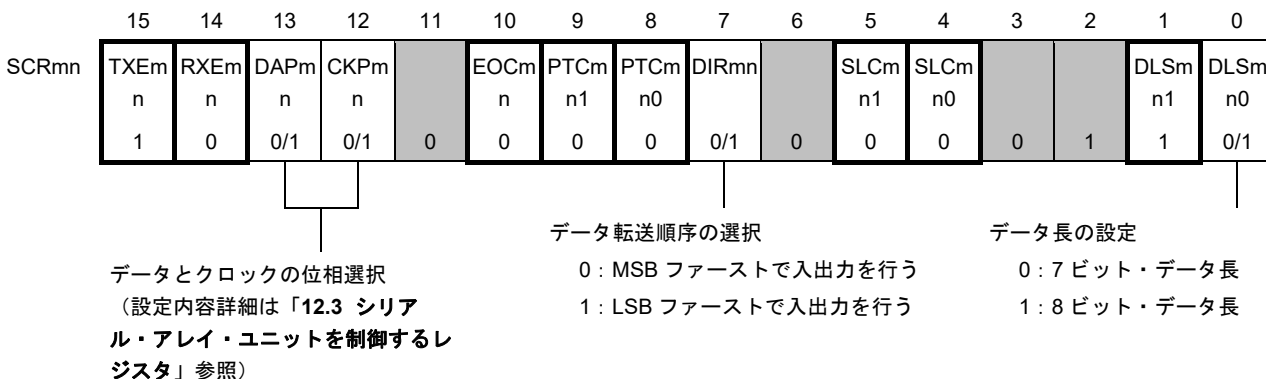 15 14 13 12 11 10 9 8 7 6 5 4 3 2 1 0
SCRmn TXEm RXEm DAPm CKPm EOCm PTCm PTCm DIRmn SLCm SLCm DLSm DLSm
n n n n n n1 n0 n1 n0 n1 n0
1 0 0/1 0/1 0 0 0 0 0/1 0 0 0 0 1 1 0/1
データとクロックの位相選択
（設定内容詳細は「12.3 シリア
ル・アレイ・ユニットを制御するレ
ジスタ」参照）
データ転送順序の選択
0：MSB ファーストで入出力を行う
1：LSB ファーストで入出力を行う
データ長の設定
0：7 ビット・データ長
1：8 ビット・データ長